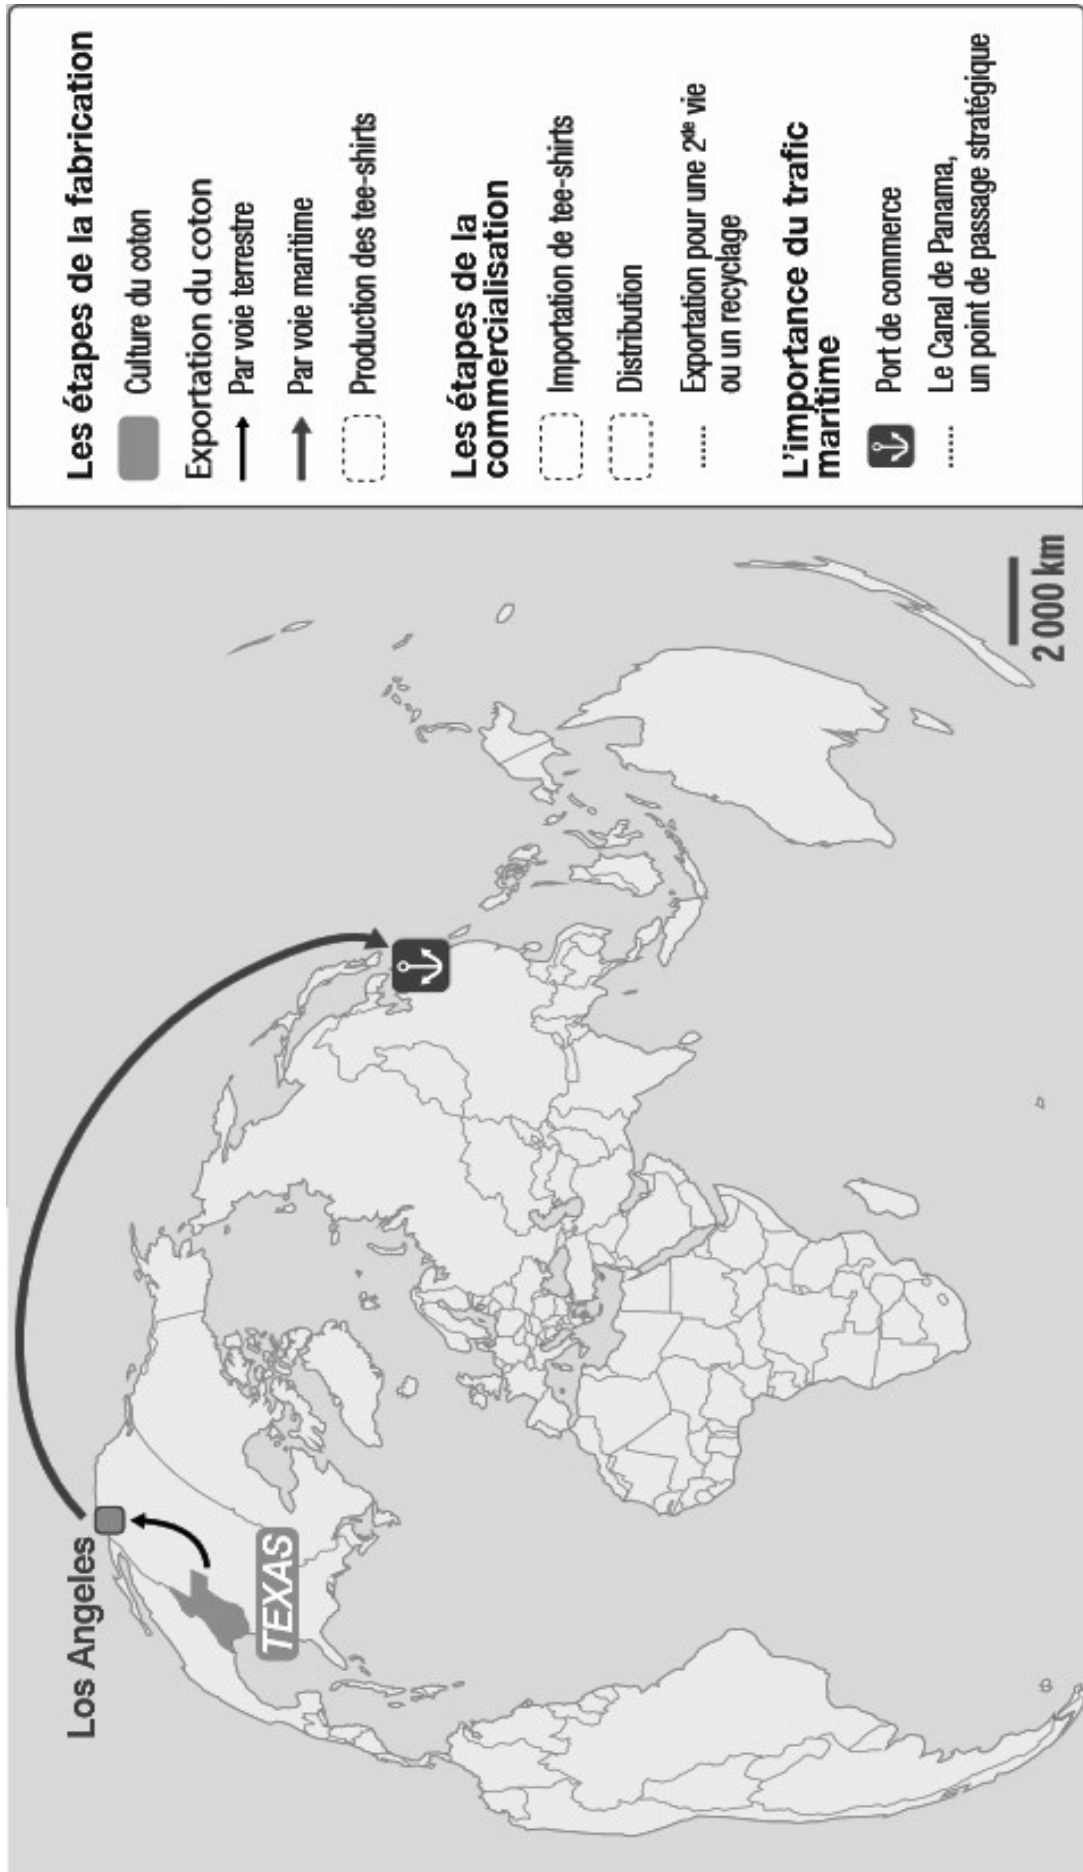 Los Angeles
TEXAS
2 000 km
Les étapes de la fabrication
Culture du coton
Exportation du coton
Par voie terrestre
Par voie maritime
Production des tee-shirts
Les étapes de la
commercialisation
Importation de tee-shirts
Distribution
Exportation pour une 2de vie
ou un recyclage
L'importance du trafic
maritime
Port de commerce
Le Canal de Panama,
un point de passage stratégique